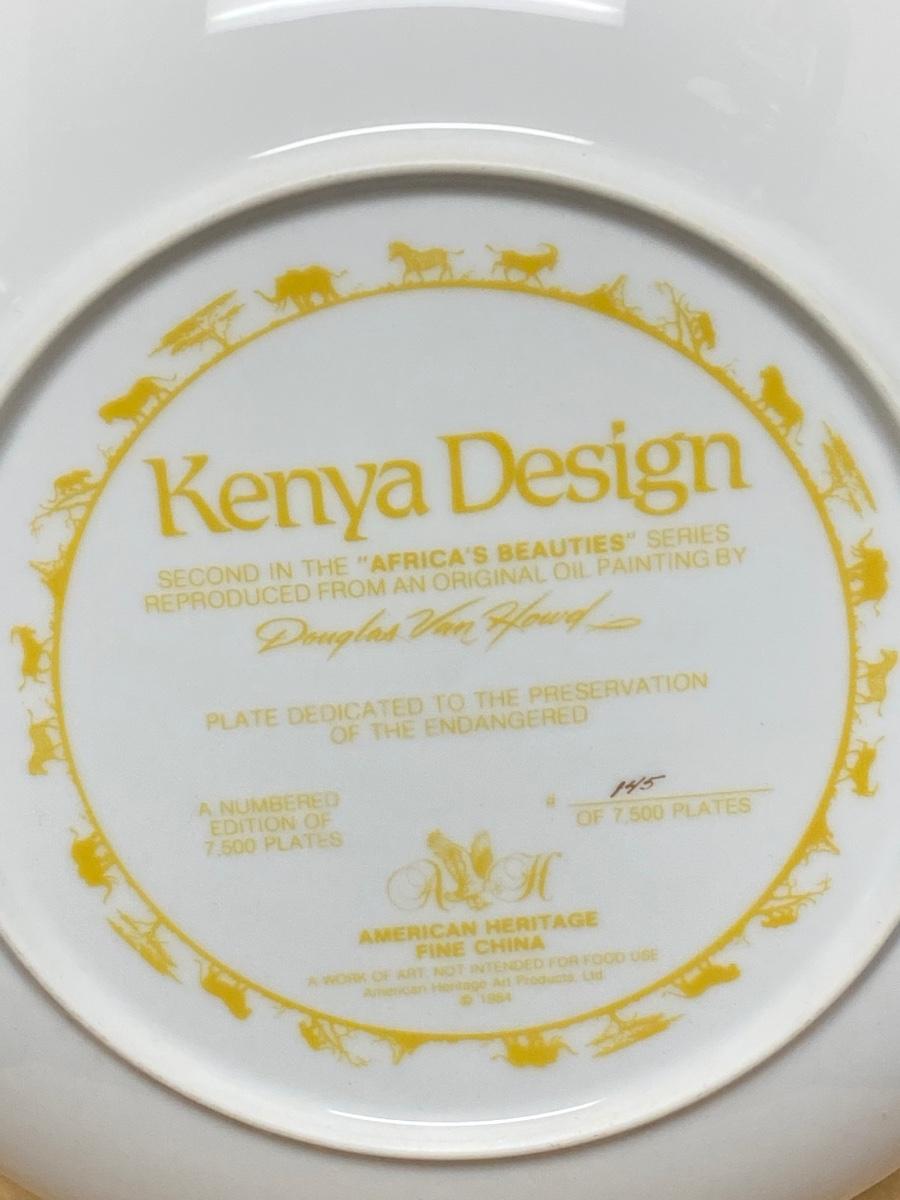 Kenya Design
SECOND IN THE "AFRICA'S BEAUTIES" SERIES
REPRODUCED FROM AN ORIGINAL OIL PAINTING BY
Douglas Van Howd
PLATE DEDICATED TO THE PRESERVATION
OF THE ENDANGERED
A NUMBERED
EDITION OF
7,500 PLATES
# 145
OF 7,500 PLATES
A H
AMERICAN HERITAGE
FINE CHINA
A WORK OF ART, NOT INTENDED FOR FOOD USE
American Heritage Art Products, Ltd.
© 1984